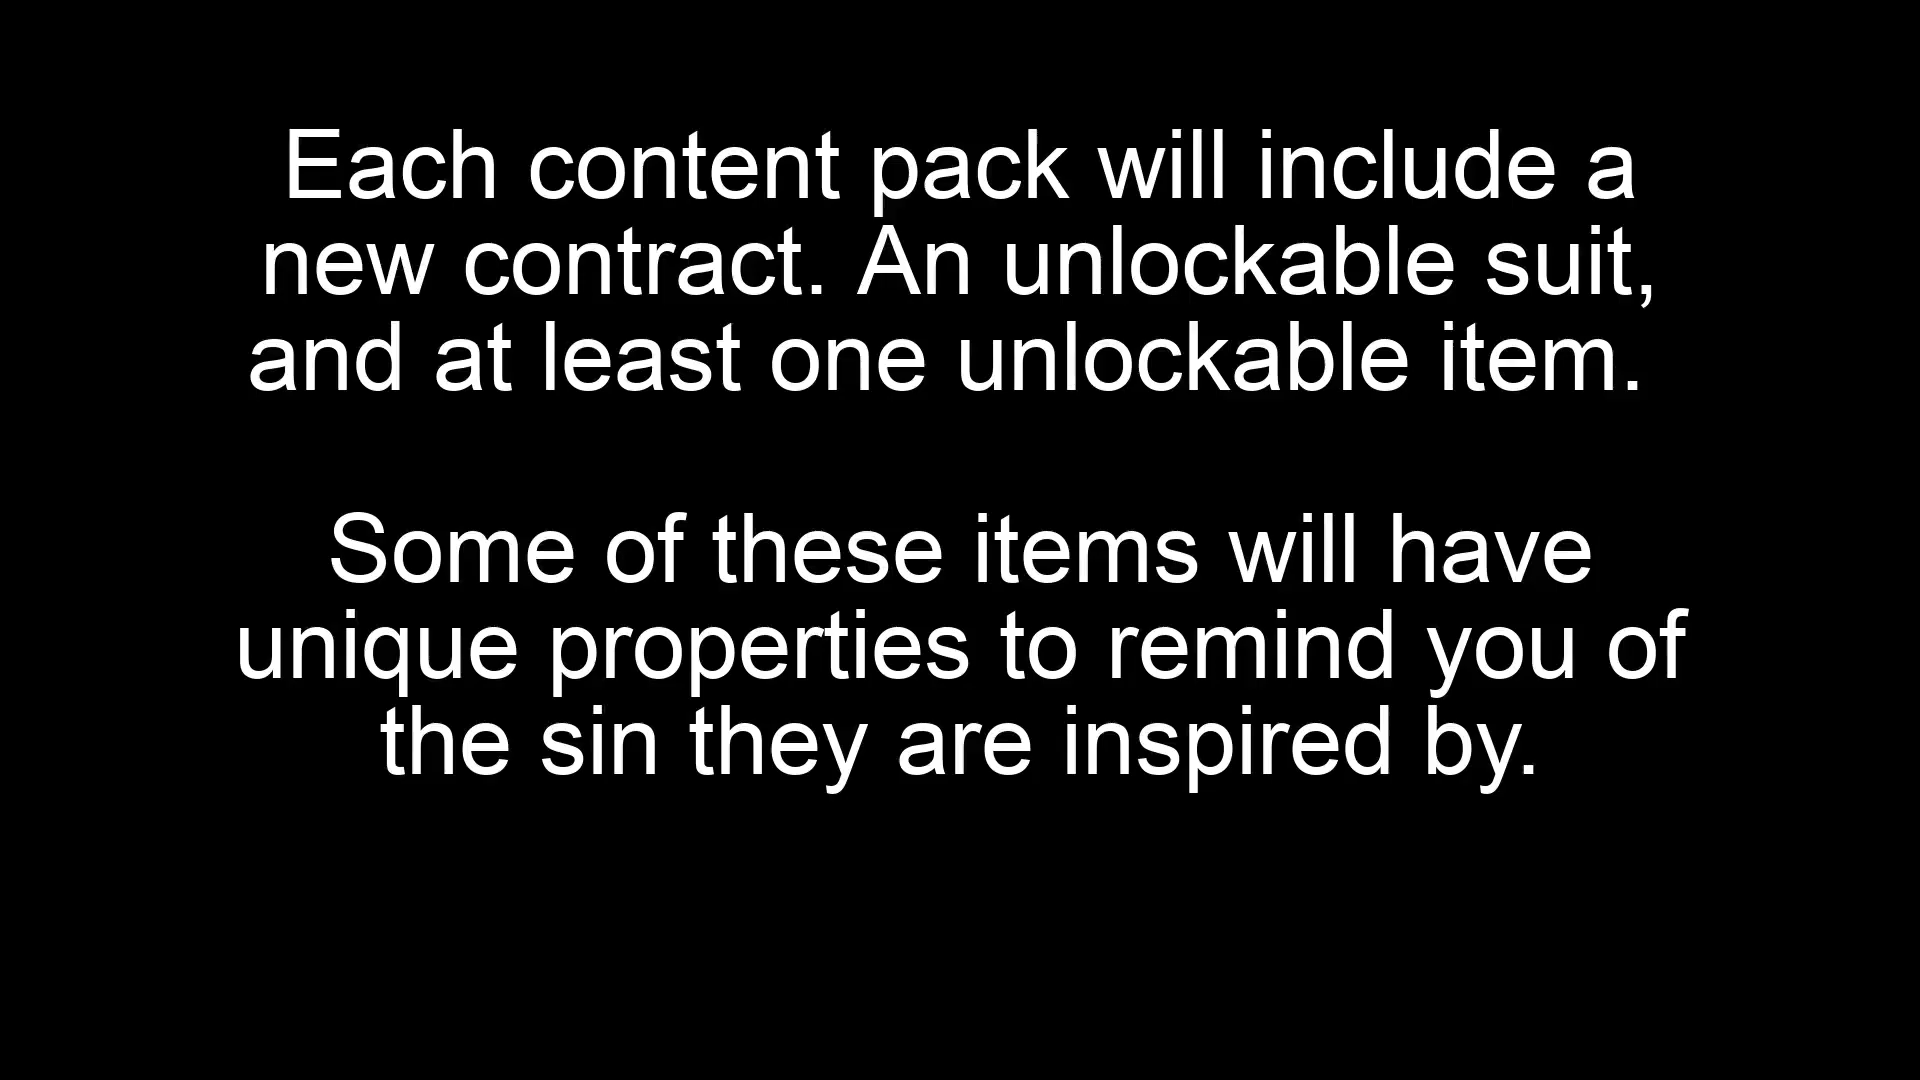 Each content pack will include a
new contract. An unlockable suit,
and at least one unlockable item.
Some of these items will have
unique properties to remind you of
the sin they are inspired by.